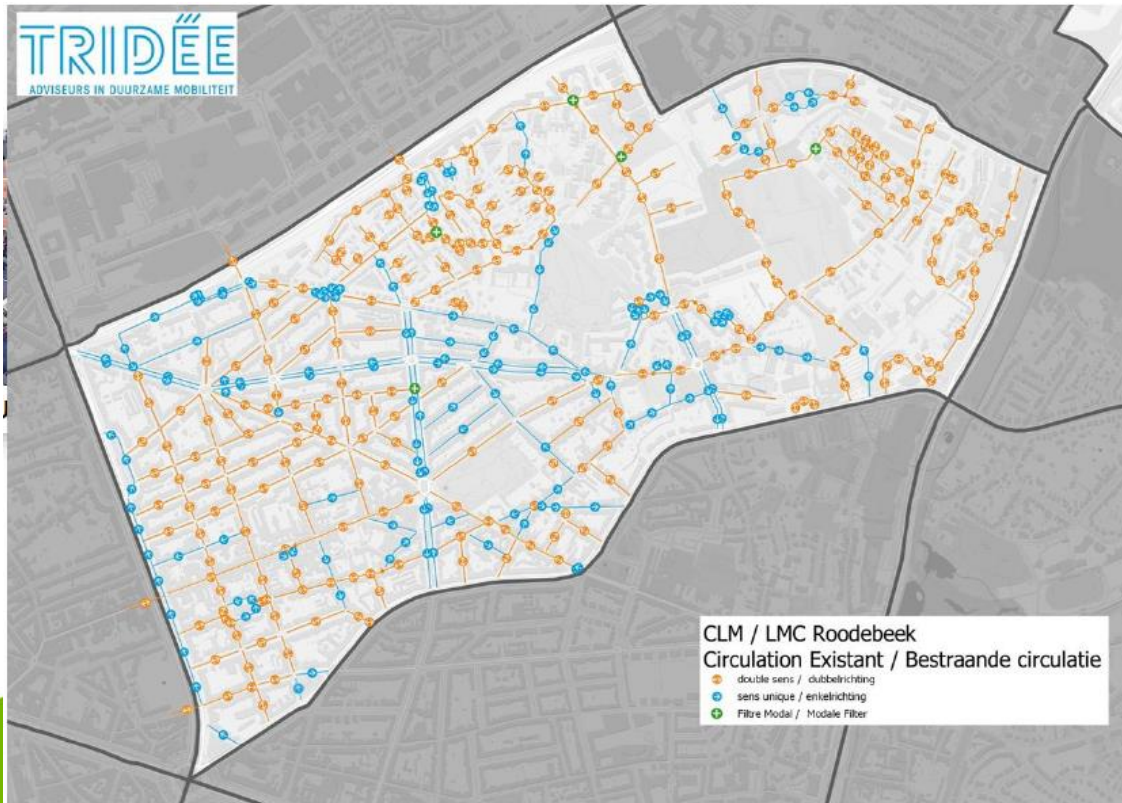 TRIDËE
ADVISEURS IN DUURZAME MOBILITEIT
CLM / LMC Roodebeek
Circulation Existant / Bestraande circulatie
double sens / dubbelrichting
sens unique / enkelrichting
Filtre Modal / Modale Filter